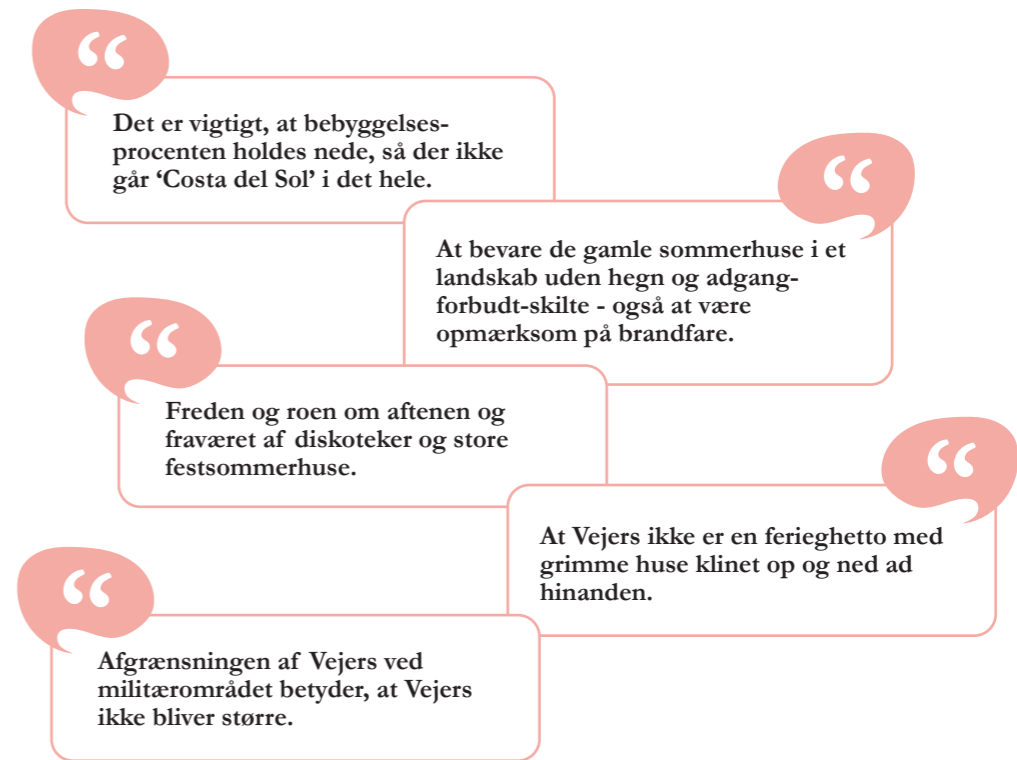 “
Det er vigtigt, at bebyggelses-
procenten holdes nede, så der ikke
går ‘Costa del Sol’ i det hele.
“
At bevare de gamle sommerhuse i et
landskab uden hegn og adgang-
forbudt-skilte - også at være
opmærksom på brandfare.
“
Freden og roen om aftenen og
fraværet af diskoteker og store
festsommerhuse.
“
At Vejers ikke er en ferieghetto med
grimme huse klinet op og ned ad
hinanden.
“
Afgrænsningen af Vejers ved
militærområdet betyder, at Vejers
ikke bliver større.